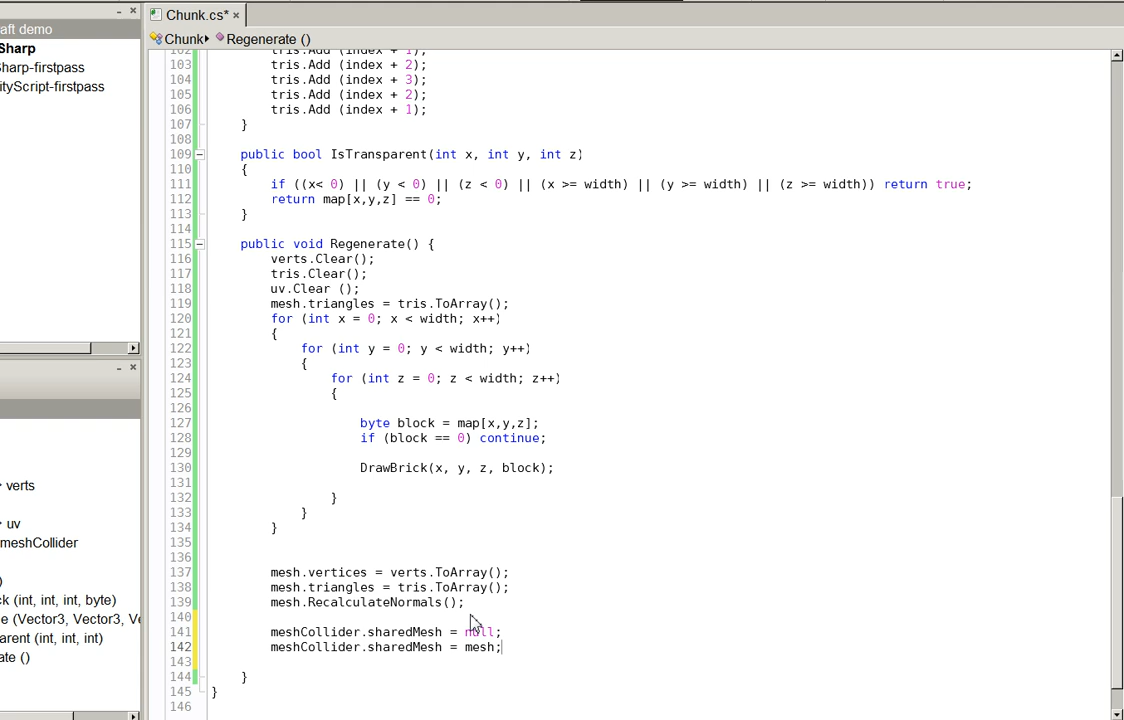 Chunk.cs*
aft demo
Sharp
harp-firstpass
ityScript-firstpass
verts
uv
meshCollider
)
ck (int, int, int, byte)
e (Vector3, Vector3, Ve
arent (int, int, int)
ate ()
Chunk Regenerate ()
102 tris.Add (index + 1);
103 tris.Add (index + 2);
104 tris.Add (index + 3);
105 tris.Add (index + 2);
106 tris.Add (index + 1);
107 }
108
109 public bool IsTransparent(int x, int y, int z)
110 {
111 if ((x< 0) || (y < 0) || (z < 0) || (x >= width) || (y >= width) || (z >= width)) return true;
112 return map[x,y,z] == 0;
113 }
114
115 public void Regenerate() {
116 verts.Clear();
117 tris.Clear();
118 uv.Clear ();
119 mesh.triangles = tris.ToArray();
120 for (int x = 0; x < width; x++)
121 {
122 for (int y = 0; y < width; y++)
123 {
124 for (int z = 0; z < width; z++)
125 {
126
127 byte block = map[x,y,z];
128 if (block == 0) continue;
129
130 DrawBrick(x, y, z, block);
131
132 }
133 }
134 }
135
136
137 mesh.vertices = verts.ToArray();
138 mesh.triangles = tris.ToArray();
139 mesh.RecalculateNormals();
140
141 meshCollider.sharedMesh = null;
142 meshCollider.sharedMesh = mesh;
143
144 }
145 }
146